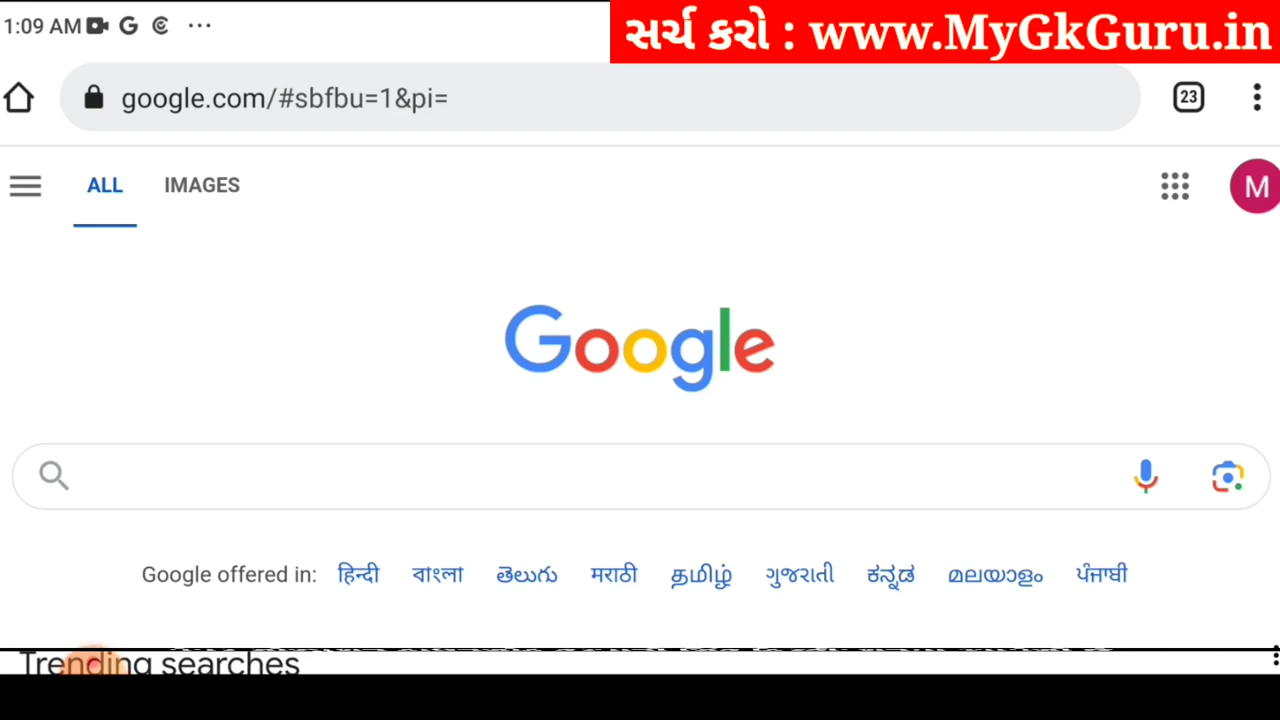 1:09 AM
સર્ચ કરો : www.MyGkGuru.in
google.com/#sbfbu=1&pi=
23
ALL IMAGES
M
Google
Google offered in: हिन्दी বাংলা తెలుగు मराठी தமிழ் ગુજરાતી ಕನ್ನಡ മലയാളം ਪੰਜਾਬੀ
Trending searches